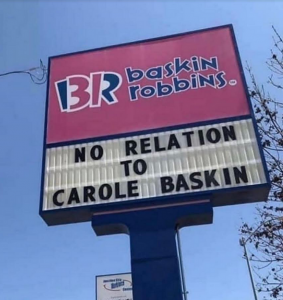 BR baskin
robbins
NO RELATION
TO
CAROLE BASKIN